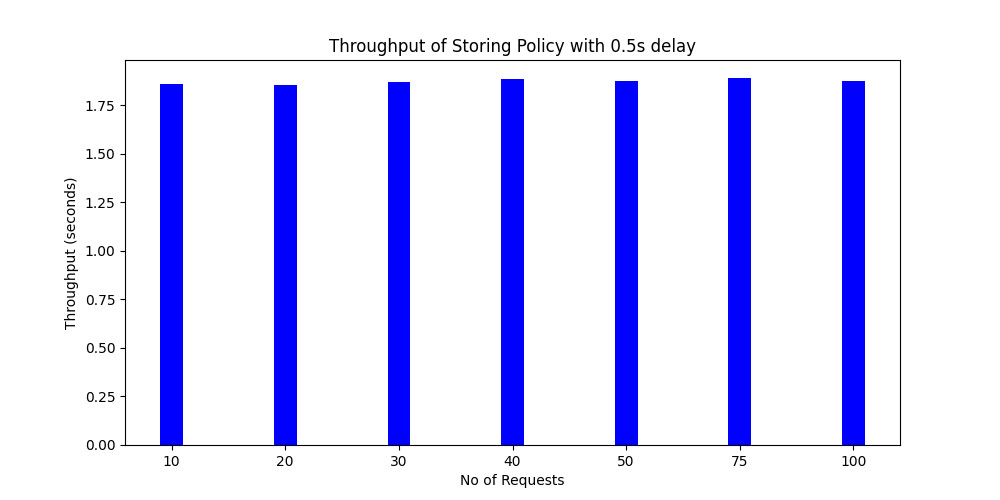 Throughput of Storing Policy with 0.5s delay
Throughput (seconds)
1.75
1.50
1.25
1.00
0.75
0.50
0.25
0.00
10 20 30 40 50 75 100
No of Requests